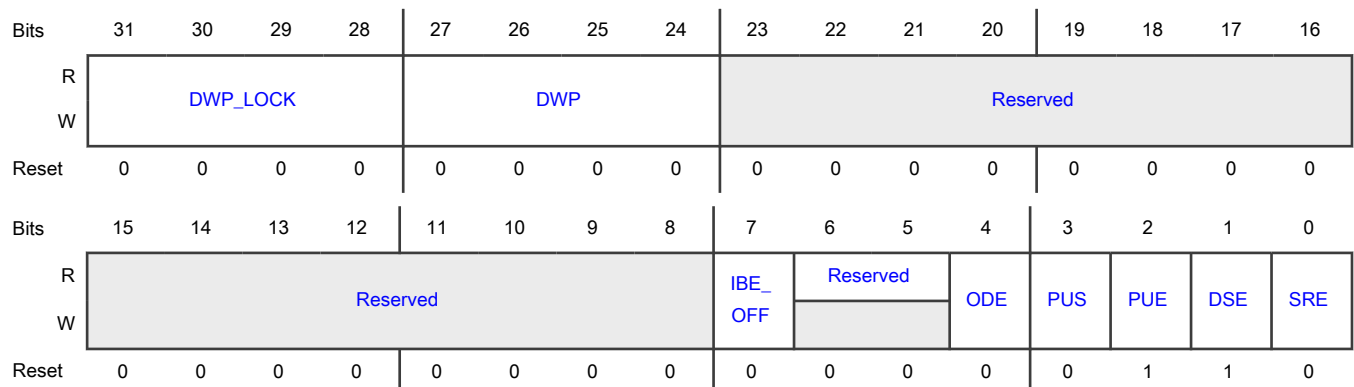 Bits 31 30 29 28 27 26 25 24 23 22 21 20 19 18 17 16
R
DWP_LOCK DWP Reserved
W
Reset 0 0 0 0 0 0 0 0 0 0 0 0 0 0 0 0
Bits 15 14 13 12 11 10 9 8 7 6 5 4 3 2 1 0
R
Reserved IBE_OFF Reserved ODE PUS PUE DSE SRE
W
Reset 0 0 0 0 0 0 0 0 0 0 0 0 0 1 1 0